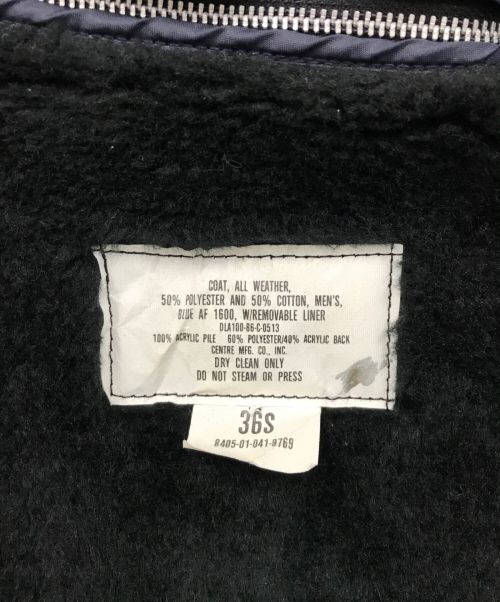 COAT, ALL WEATHER,
50% POLYESTER AND 50% COTTON, MEN'S,
BLUE AF 1600, W/REMOVABLE LINER
DLA100-86-C-0513
100% ACRYLIC PILE 60% POLYESTER/40% ACRYLIC BACK
CENTRE MFG. CO., INC.
DRY CLEAN ONLY
DO NOT STEAM OR PRESS
36S
8405-01-041-9769